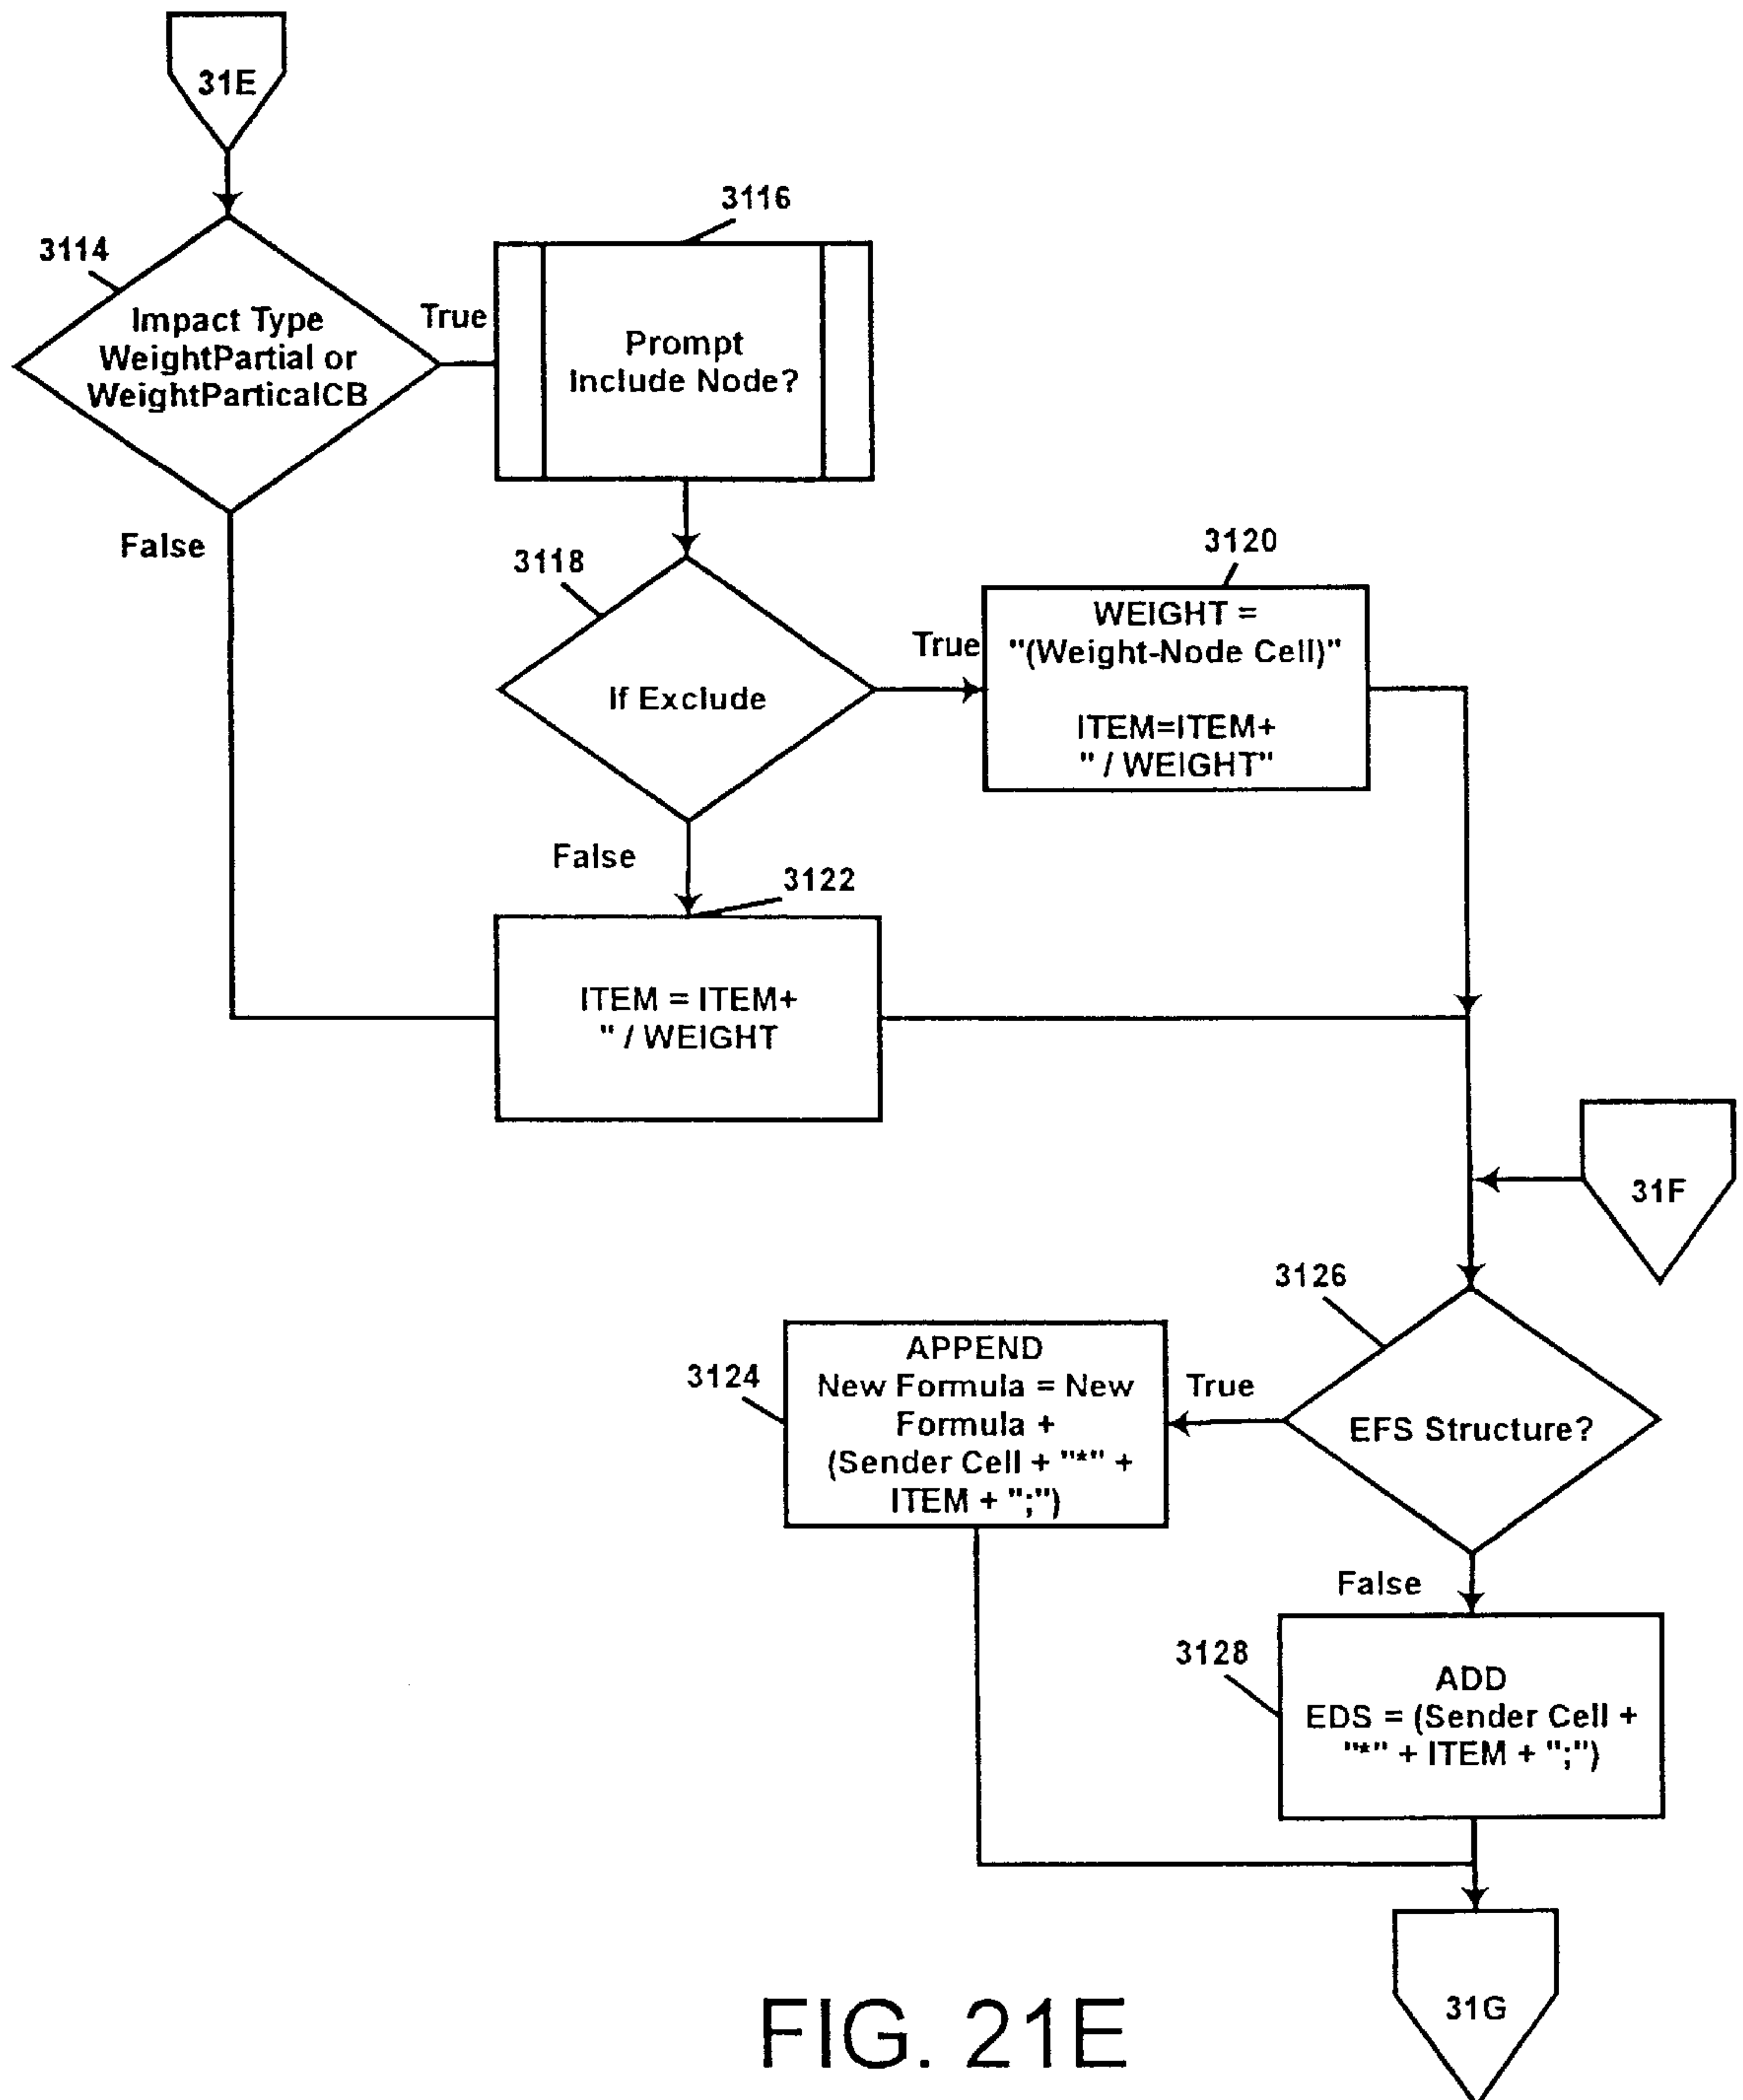 31E
3114
Impact Type
WeightPartial or
WeightParticalCB
True
False
3116
Prompt
Include Node?
3118
If Exclude
True
False
3120
WEIGHT =
"(Weight-Node Cell)"
ITEM=ITEM+
" / WEIGHT"
3122
ITEM = ITEM+
" / WEIGHT
31F
3126
EFS Structure?
True
False
3124
APPEND
New Formula = New
Formula +
(Sender Cell + "*" +
ITEM + ";")
3128
ADD
EDS = (Sender Cell +
"*" + ITEM + ";")
31G
FIG. 21E